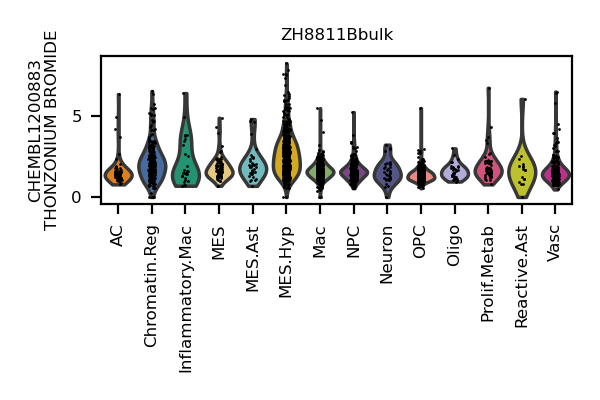 ZH8811Bbulk
CHEMBL1200883
THONZONIUM BROMIDE
5
0
AC
Chromatin.Reg
Inflammatory.Mac
MES
MES.Ast
MES.Hyp
Mac
NPC
Neuron
OPC
Oligo
Prolif.Metab
Reactive.Ast
Vasc